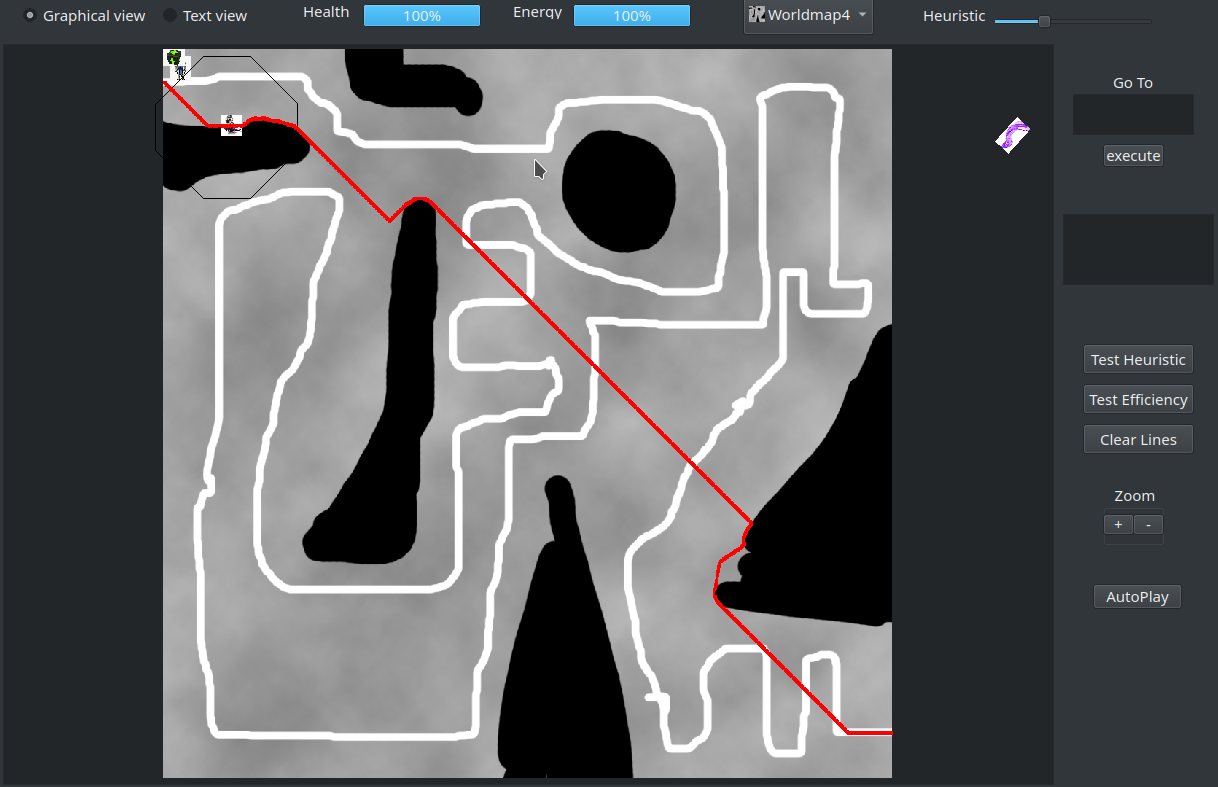 Graphical view
Text view
Health
100%
Energy
100%
Worldmap4
Heuristic
Go To
execute
Test Heuristic
Test Efficiency
Clear Lines
Zoom
+
-
AutoPlay